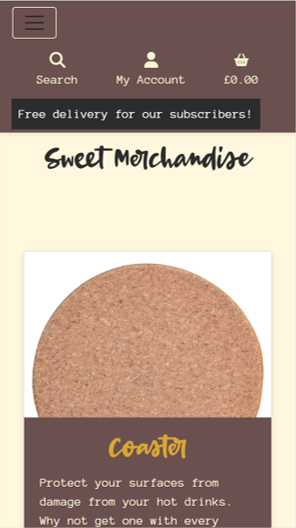 Search My Account £0.00
Free delivery for our subscribers!
Sweet Merchandise
Coaster
Protect your surfaces from
damage from your hot drinks.
Why not get one with every